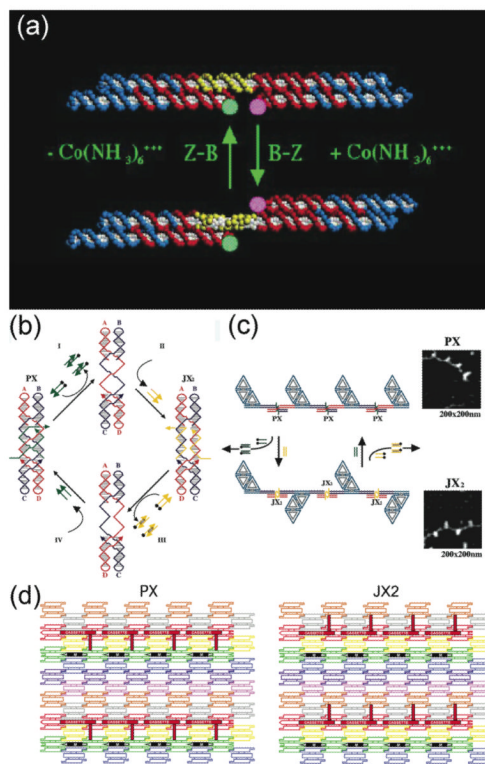 (a)
- Co(NH3)6+++ Z-B B-Z + Co(NH3)6+++
(b)
A B
I II
PX JX2
A B A B
C D
C D C D
A B
IV III
C D
(c)
PX
PX PX PX
200x200nm
I II
JX2 JX2 JX2
JX2
200x200nm
(d)
PX JX2